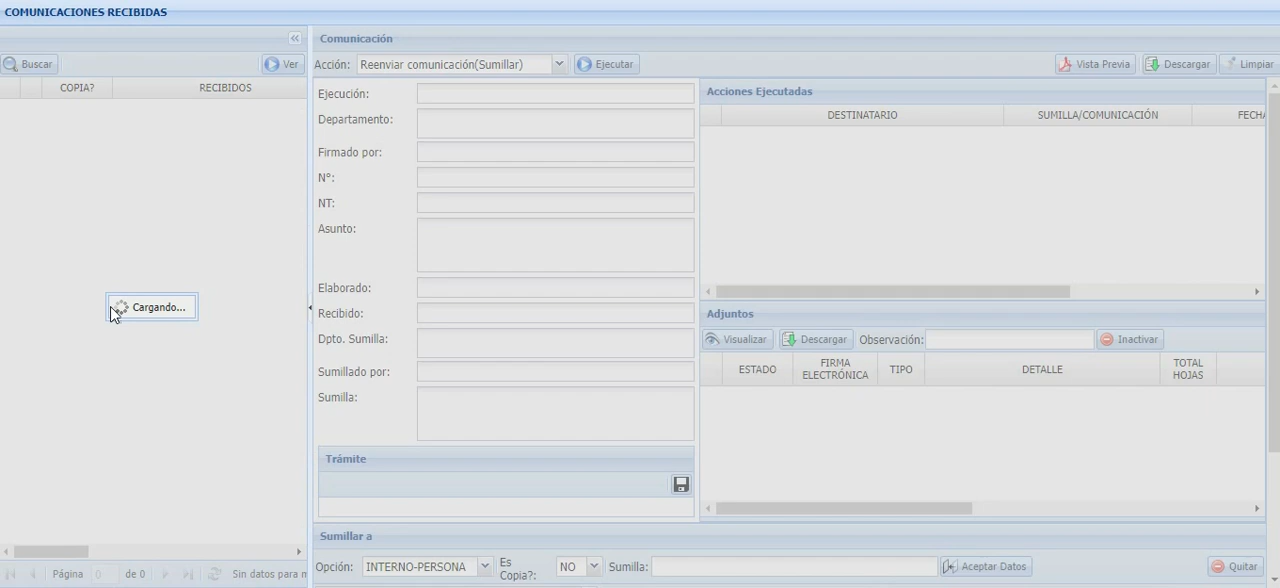 COMUNICACIONES RECIBIDAS
Buscar
Ver
COPIA? RECIBIDOS
Cargando...
Página 0 de 0 Sin datos para
Comunicación
Acción: Reenviar comunicación(Sumillar) Ejecutar
Vista Previa Descargar Limpiar
Ejecución:
Departamento:
Firmado por:
N°:
NT:
Asunto:
Elaborado:
Recibido:
Dpto. Sumilla:
Sumillado por:
Sumilla:
Trámite
Acciones Ejecutadas
DESTINATARIO SUMILLA/COMUNICACIÓN FECHA
Adjuntos
Visualizar Descargar Observación: Inactivar
ESTADO FIRMA ELECTRÓNICA TIPO DETALLE TOTAL HOJAS
Sumillar a
Opción: INTERNO-PERSONA Es Copia?: NO Sumilla: Aceptar Datos Quitar